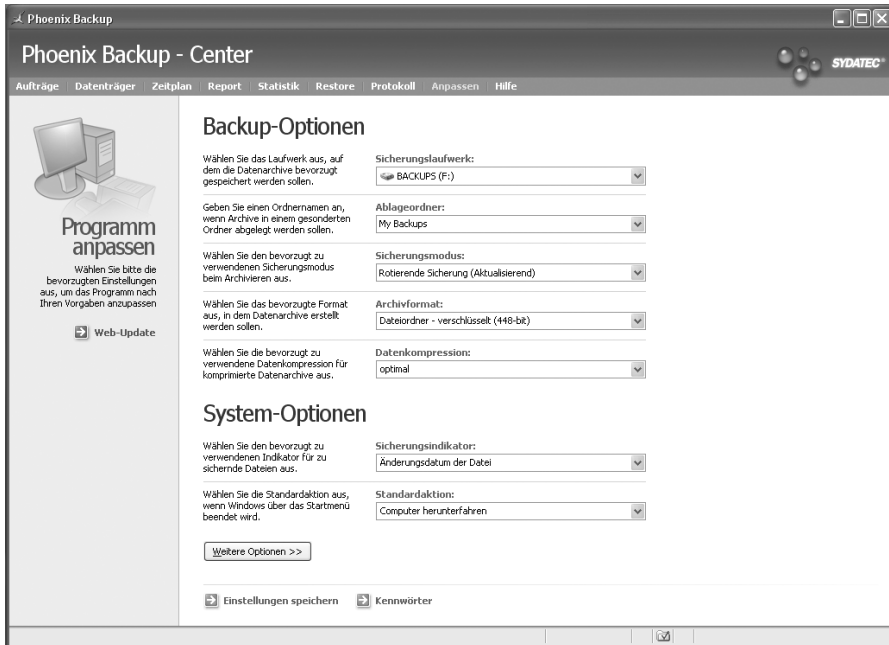 Phoenix Backup
Phoenix Backup - Center
SYDATEC®
Aufträge Datenträger Zeitplan Report Statistik Restore Protokoll Anpassen Hilfe
Programm
anpassen
Wählen Sie bitte die
bevorzugten Einstellungen
aus, um das Programm nach
Ihren Vorgaben anzupassen
Web-Update
Backup-Optionen
Wählen Sie das Laufwerk aus, auf
dem die Datenarchive bevorzugt
gespeichert werden sollen.
Sicherungslaufwerk:
BACKUPS (F:)
Geben Sie einen Ordnernamen an,
wenn Archive in einem gesonderten
Ordner abgelegt werden sollen.
Ablageordner:
My Backups
Wählen Sie den bevorzugt zu
verwendenen Sicherungsmodus
beim Archivieren aus.
Sicherungsmodus:
Rotierende Sicherung (Aktualisierend)
Wählen Sie das bevorzugte Format
aus, in dem Datenarchive erstellt
werden sollen.
Archivformat:
Dateiordner - verschlüsselt (448-bit)
Wählen Sie die bevorzugt zu
verwendene Datenkompression für
komprimierte Datenarchive aus.
Datenkompression:
optimal
System-Optionen
Wählen Sie den bevorzugt zu
verwendenen Indikator für zu
sichernde Dateien aus.
Sicherungsindikator:
Änderungsdatum der Datei
Wählen Sie die Standardaktion aus,
wenn Windows über das Startmenü
beendet wird.
Standardaktion:
Computer herunterfahren
Weitere Optionen >>
Einstellungen speichern
Kennwörter